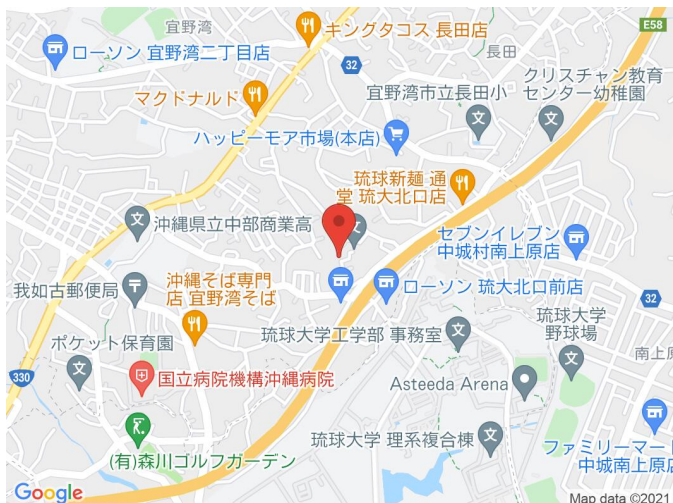 宜野湾
キングタコス 長田店
E58
ローソン 宜野湾二丁目店
32
長田
クリスチャン教育
センター幼稚園
マクドナルド
宜野湾市立長田小
ハッピーモア市場(本店)
琉球新麺 通
堂 琉大北口店
沖縄県立中部商業高
セブンイレブン
中城村南上原店
我如古郵便局
沖縄そば専門
店 宜野湾そば
ローソン 琉大北口前店
32
ポケット保育園
琉球大学工学部 事務室
琉球大学
野球場
南上原
330
国立病院機構沖縄病院
Asteeda Arena
(有)森川ゴルフガーデン
琉球大学 理系複合棟
ファミリーマート
中城南上原店
Google
Map data ©2021